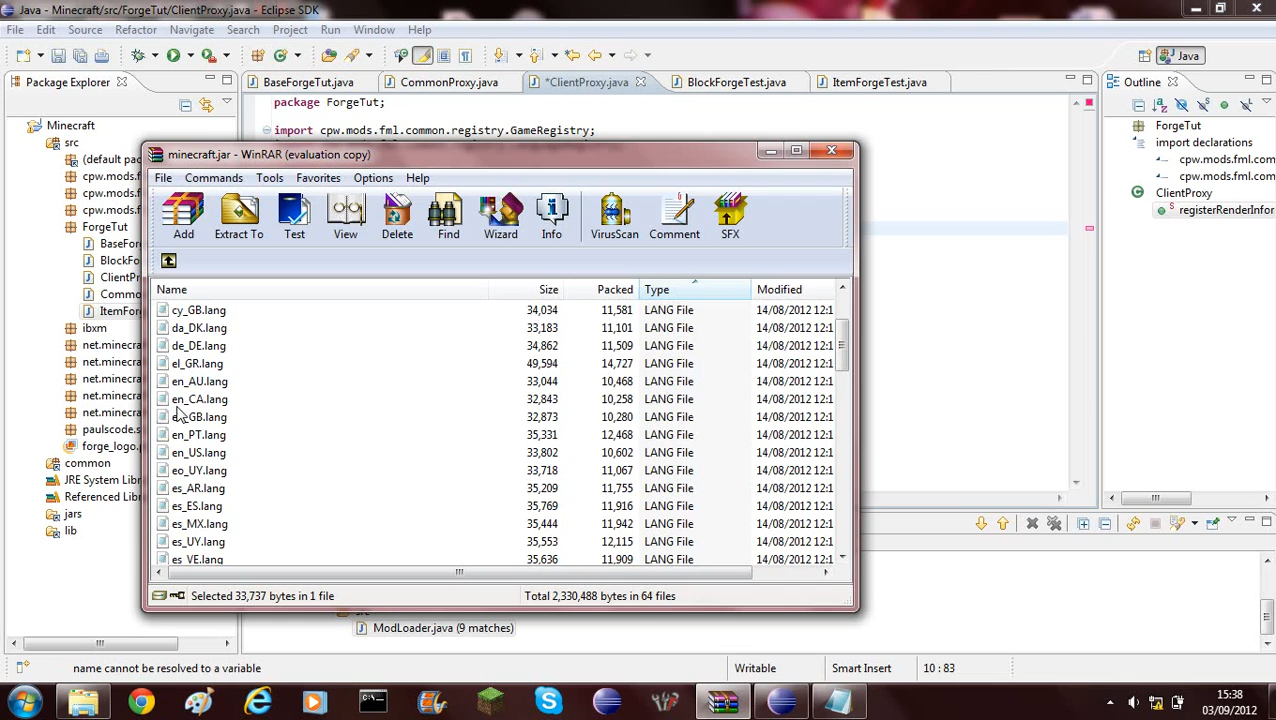 Java - Minecraft/src/ForgeTut/ClientProxy.java - Eclipse SDK
File Edit Source Refactor Navigate Search Project Run Window Help
Java
Package Explorer
BaseForgeTut.java CommonProxy.java *ClientProxy.java BlockForgeTest.java ItemForgeTest.java
Outline
Minecraft
src
(default pac
cpw.mods.f
cpw.mods.f
cpw.mods.f
ForgeTut
BaseForg
BlockFor
ClientPro
Common
ItemForg
ibxm
net.minecra
net.minecra
net.minecra
net.minecra
net.minecra
paulscode.s
forge_logo.p
common
JRE System Libr
Referenced Libr
jars
lib
package ForgeTut;
import cpw.mods.fml.common.registry.GameRegistry;
ForgeTut
import declarations
cpw.mods.fml.com
cpw.mods.fml.com
ClientProxy
registerRenderInfor
minecraft.jar - WinRAR (evaluation copy)
File Commands Tools Favorites Options Help
Add Extract To Test View Delete Find Wizard Info VirusScan Comment SFX
Name Size Packed Type Modified
cy_GB.lang 34,034 11,581 LANG File 14/08/2012 12:1
da_DK.lang 33,183 11,101 LANG File 14/08/2012 12:1
de_DE.lang 34,862 11,509 LANG File 14/08/2012 12:1
el_GR.lang 49,594 14,727 LANG File 14/08/2012 12:1
en_AU.lang 33,044 10,468 LANG File 14/08/2012 12:1
en_CA.lang 32,843 10,258 LANG File 14/08/2012 12:1
en_GB.lang 32,873 10,280 LANG File 14/08/2012 12:1
en_PT.lang 35,331 12,468 LANG File 14/08/2012 12:1
en_US.lang 33,802 10,602 LANG File 14/08/2012 12:1
eo_UY.lang 33,718 11,067 LANG File 14/08/2012 12:1
es_AR.lang 35,209 11,755 LANG File 14/08/2012 12:1
es_ES.lang 35,769 11,916 LANG File 14/08/2012 12:1
es_MX.lang 35,444 11,942 LANG File 14/08/2012 12:1
es_UY.lang 35,553 12,115 LANG File 14/08/2012 12:1
es_VE.lang 35,636 11,909 LANG File 14/08/2012 12:1
Selected 33,737 bytes in 1 file Total 2,330,488 bytes in 64 files
src
ModLoader.java (9 matches)
name cannot be resolved to a variable Writable Smart Insert 10 : 83
15:38
03/09/2012